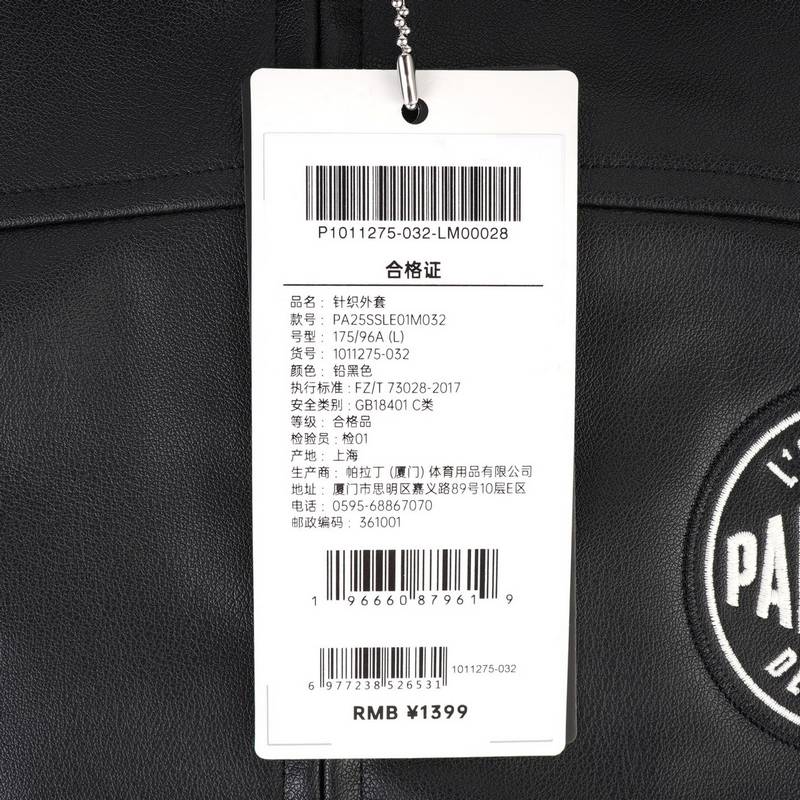 P1011275-032-LM00028
合格证
品名：针织外套
款号：PA25SSLE01M032
号型：175/96A (L)
货号：1011275-032
颜色：铅黑色
执行标准：FZ/T 73028-2017
安全类别：GB18401 C类
等级：合格品
检验员：检01
产地：上海
生产商：帕拉丁 (厦门) 体育用品有限公司
地址：厦门市思明区嘉义路89号10层E区
电话：0595-68867070
邮政编码：361001
1 96660 87961 9
1011275-032
6 977238 526531
RMB ¥1399